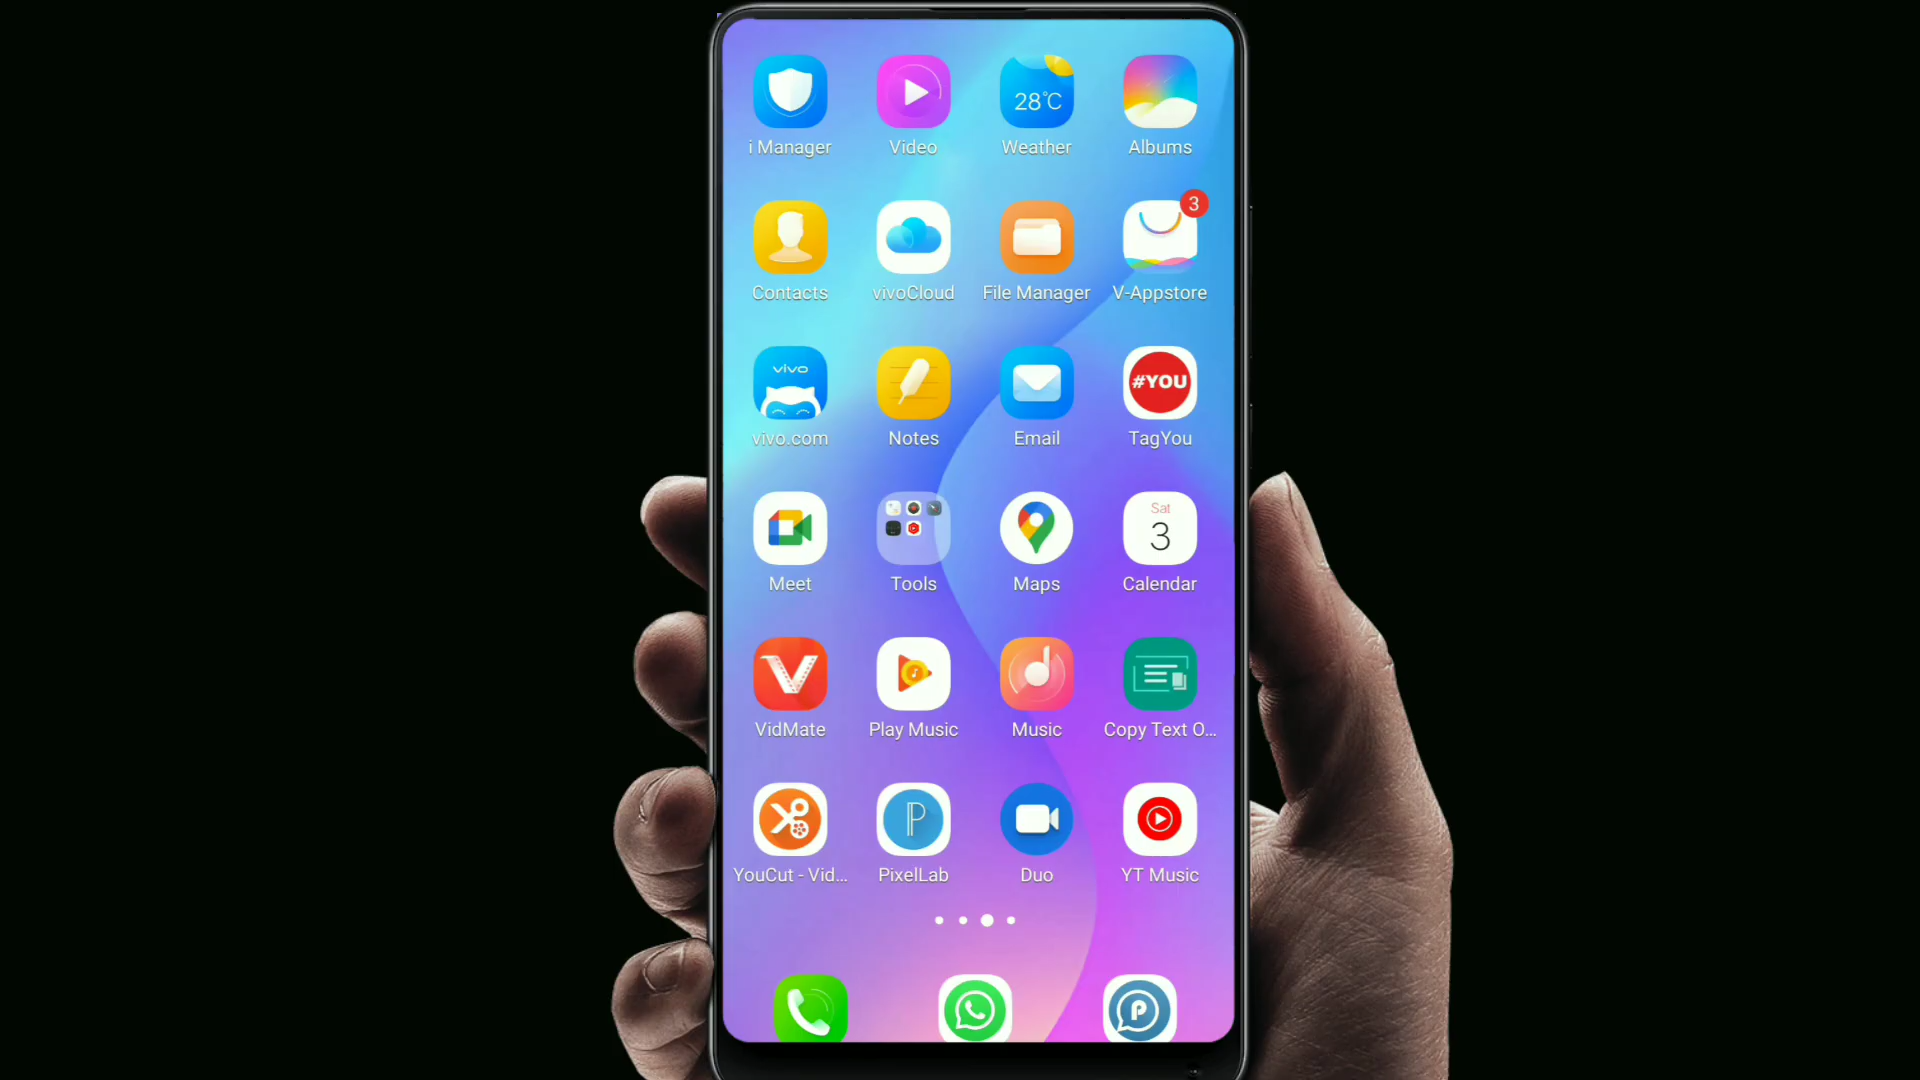 28°C
i Manager Video Weather Albums
3
Contacts vivoCloud File Manager V-Appstore
vivo
#YOU
vivo.com Notes Email TagYou
Sat
3
Meet Tools Maps Calendar
VidMate Play Music Music Copy Text O...
P
YouCut - Vid... PixelLab Duo YT Music
P